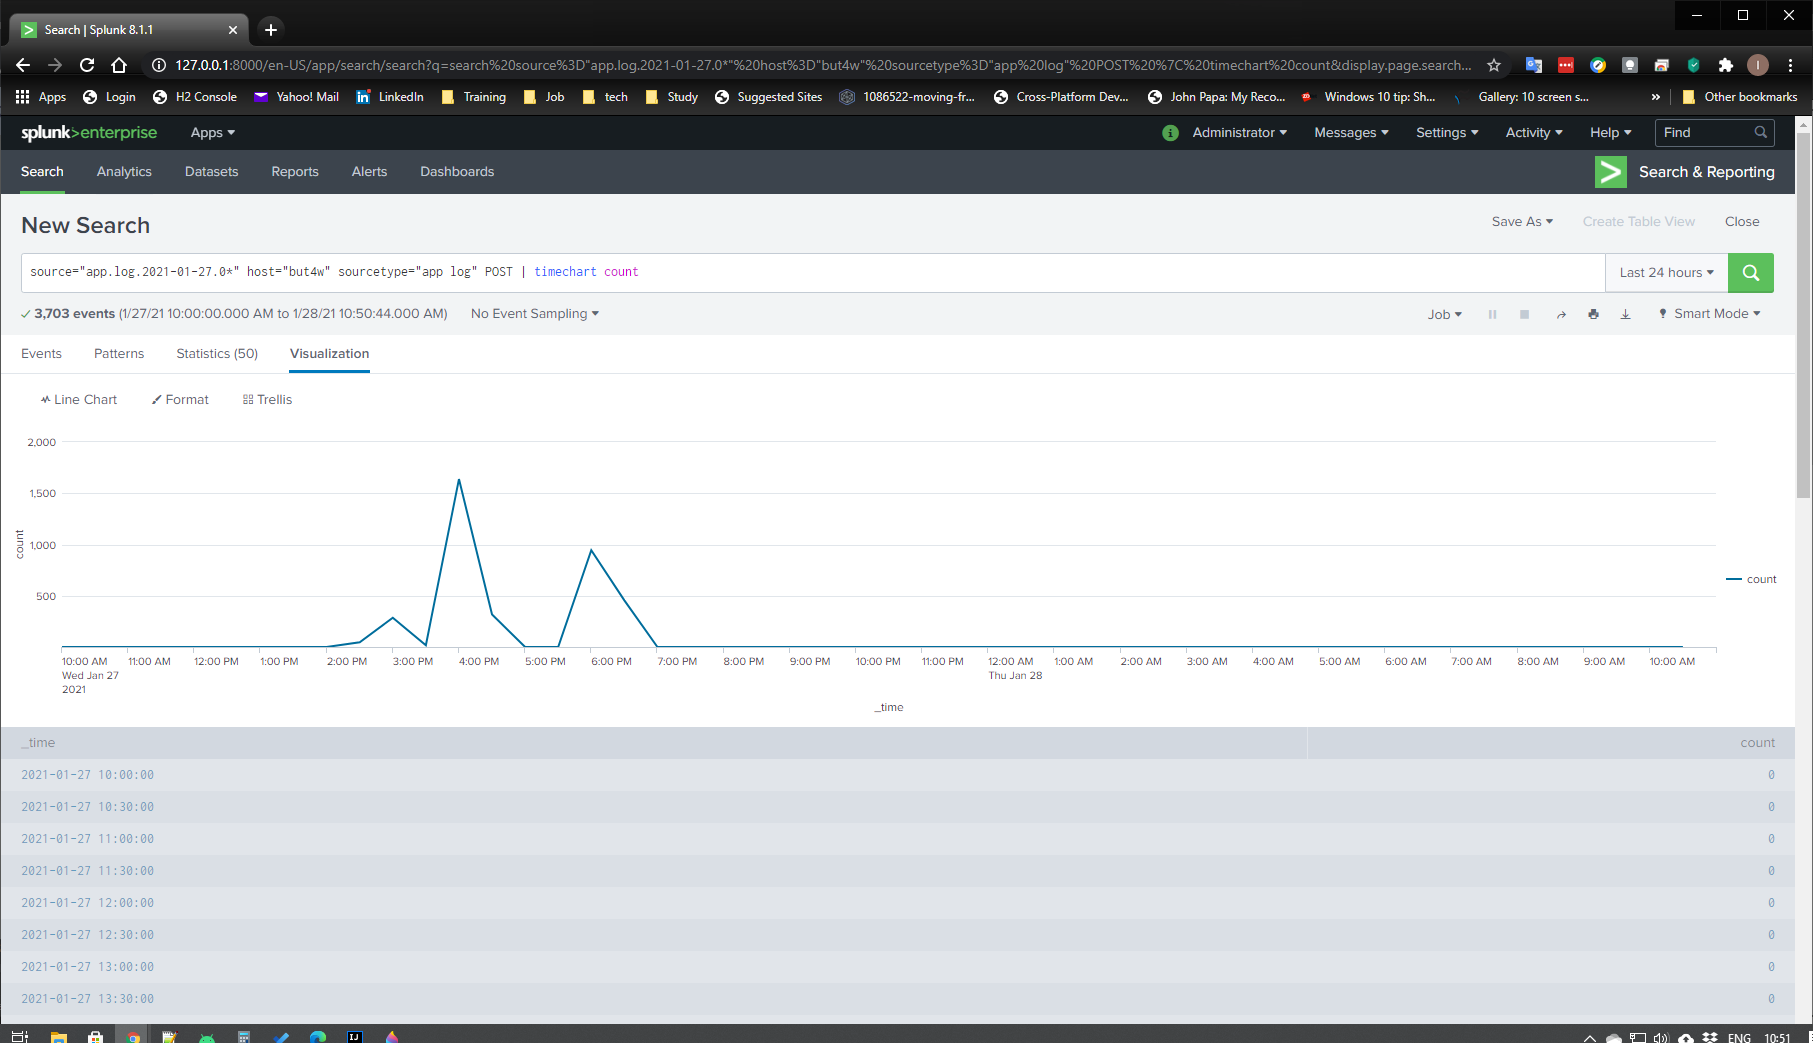 Search | Splunk 8.1.1
127.0.0.1:8000/en-US/app/search/search?q=search%20source%3D"app.log.2021-01-27.0*"%20host%3D"but4w"%20sourcetype%3D"app%20log"%20POST%20%7C%20timechart%20count&display.page.search...
Apps Login H2 Console Yahoo! Mail LinkedIn Training Job tech Study Suggested Sites 1086522-moving-fr... Cross-Platform Dev... John Papa: My Reco... Windows 10 tip: Sh... Gallery: 10 screen s... » Other bookmarks
splunk>enterprise Apps Administrator Messages Settings Activity Help Find
Search Analytics Datasets Reports Alerts Dashboards Search & Reporting
New Search Save As Create Table View Close
source="app.log.2021-01-27.0*" host="but4w" sourcetype="app log" POST | timechart count Last 24 hours
3,703 events (1/27/21 10:00:00.000 AM to 1/28/21 10:50:44.000 AM) No Event Sampling Job Smart Mode
Events Patterns Statistics (50) Visualization
Line Chart Format Trellis
2,000
1,500
1,000
500
count
count
10:00 AM 11:00 AM 12:00 PM 1:00 PM 2:00 PM 3:00 PM 4:00 PM 5:00 PM 6:00 PM 7:00 PM 8:00 PM 9:00 PM 10:00 PM 11:00 PM 12:00 AM 1:00 AM 2:00 AM 3:00 AM 4:00 AM 5:00 AM 6:00 AM 7:00 AM 8:00 AM 9:00 AM 10:00 AM
Wed Jan 27 Thu Jan 28
2021
_time
_time count
2021-01-27 10:00:00 0
2021-01-27 10:30:00 0
2021-01-27 11:00:00 0
2021-01-27 11:30:00 0
2021-01-27 12:00:00 0
2021-01-27 12:30:00 0
2021-01-27 13:00:00 0
2021-01-27 13:30:00 0
ENG 10:51